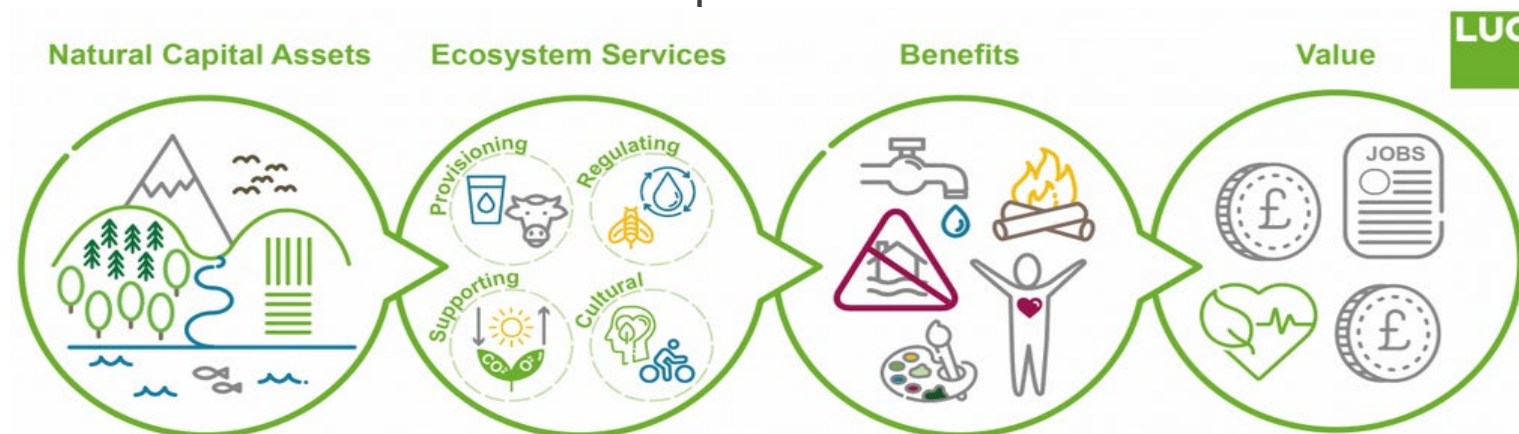 Natural Capital Assets
Ecosystem Services
Benefits
Value
LUC
Provisioning
Regulating
Supporting
Cultural
CO₂
O₂
JOBS
£
£